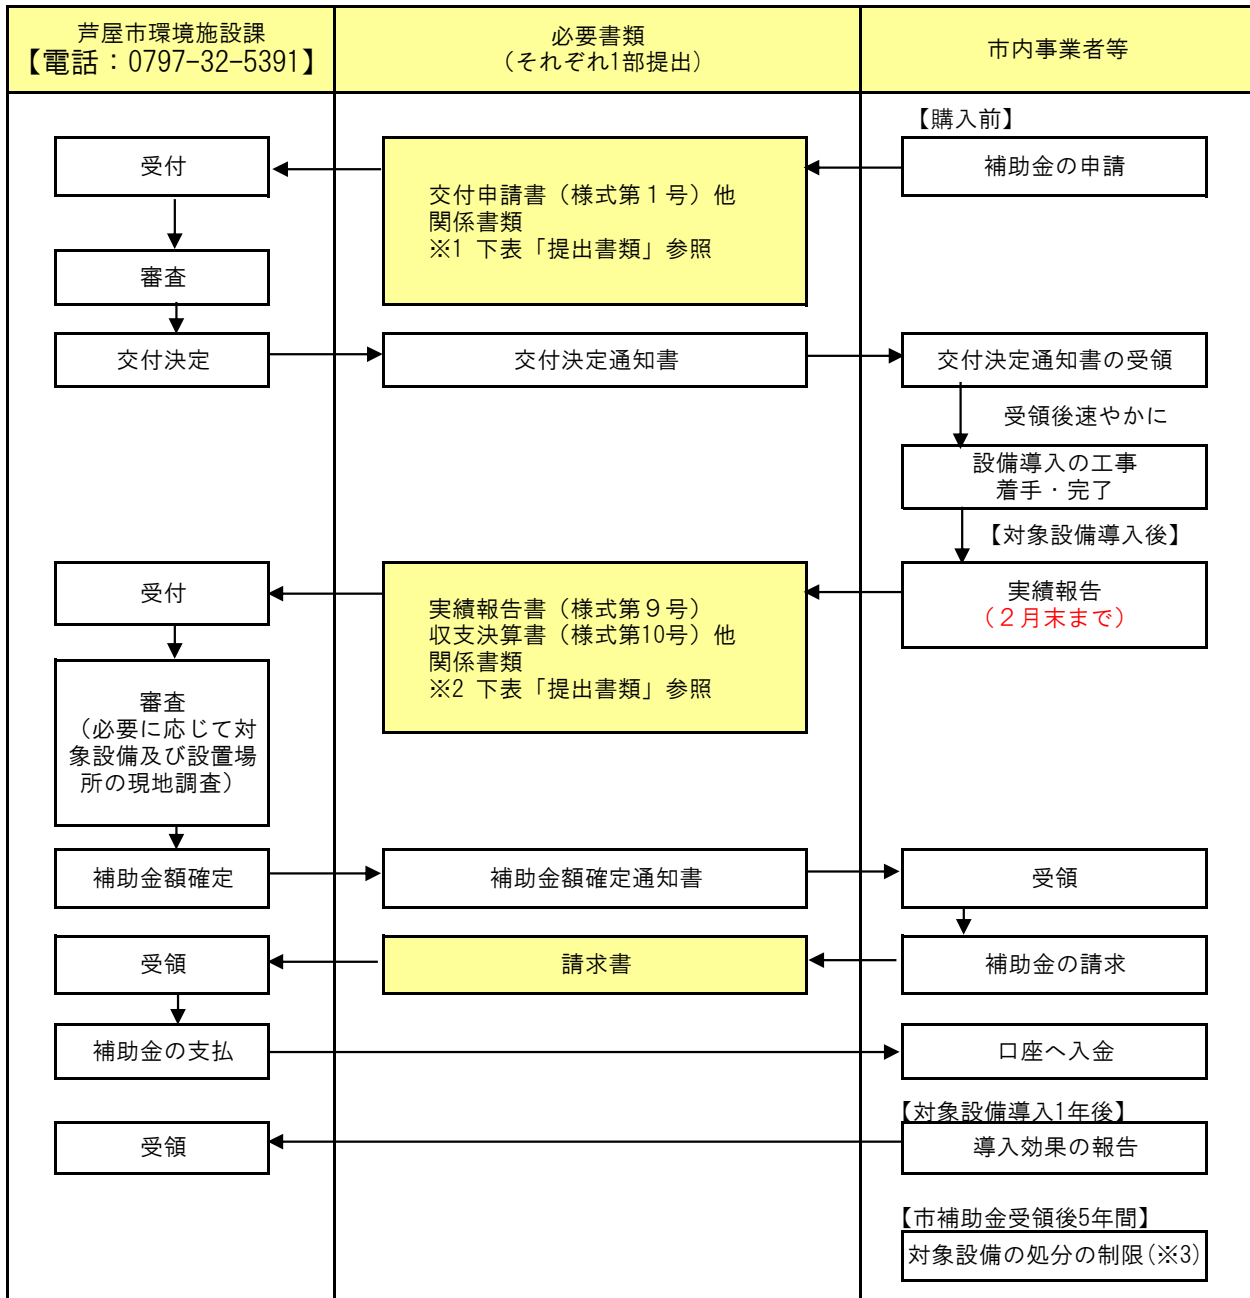 芦屋市環境施設課
【電話：0797-32-5391】
必要書類
（それぞれ1部提出）
市内事業者等
【購入前】
補助金の申請
交付申請書（様式第１号）他
関係書類
※1 下表「提出書類」参照
受付
審査
交付決定
交付決定通知書
交付決定通知書の受領
受領後速やかに
設備導入の工事
着手・完了
【対象設備導入後】
実績報告
（２月末まで）
実績報告書（様式第９号）
収支決算書（様式第10号）他
関係書類
※2 下表「提出書類」参照
受付
審査
（必要に応じて対
象設備及び設置場
所の現地調査）
補助金額確定
補助金額確定通知書
受領
補助金の請求
請求書
受領
補助金の支払
口座へ入金
【対象設備導入1年後】
導入効果の報告
受領
【市補助金受領後5年間】
対象設備の処分の制限(※3)